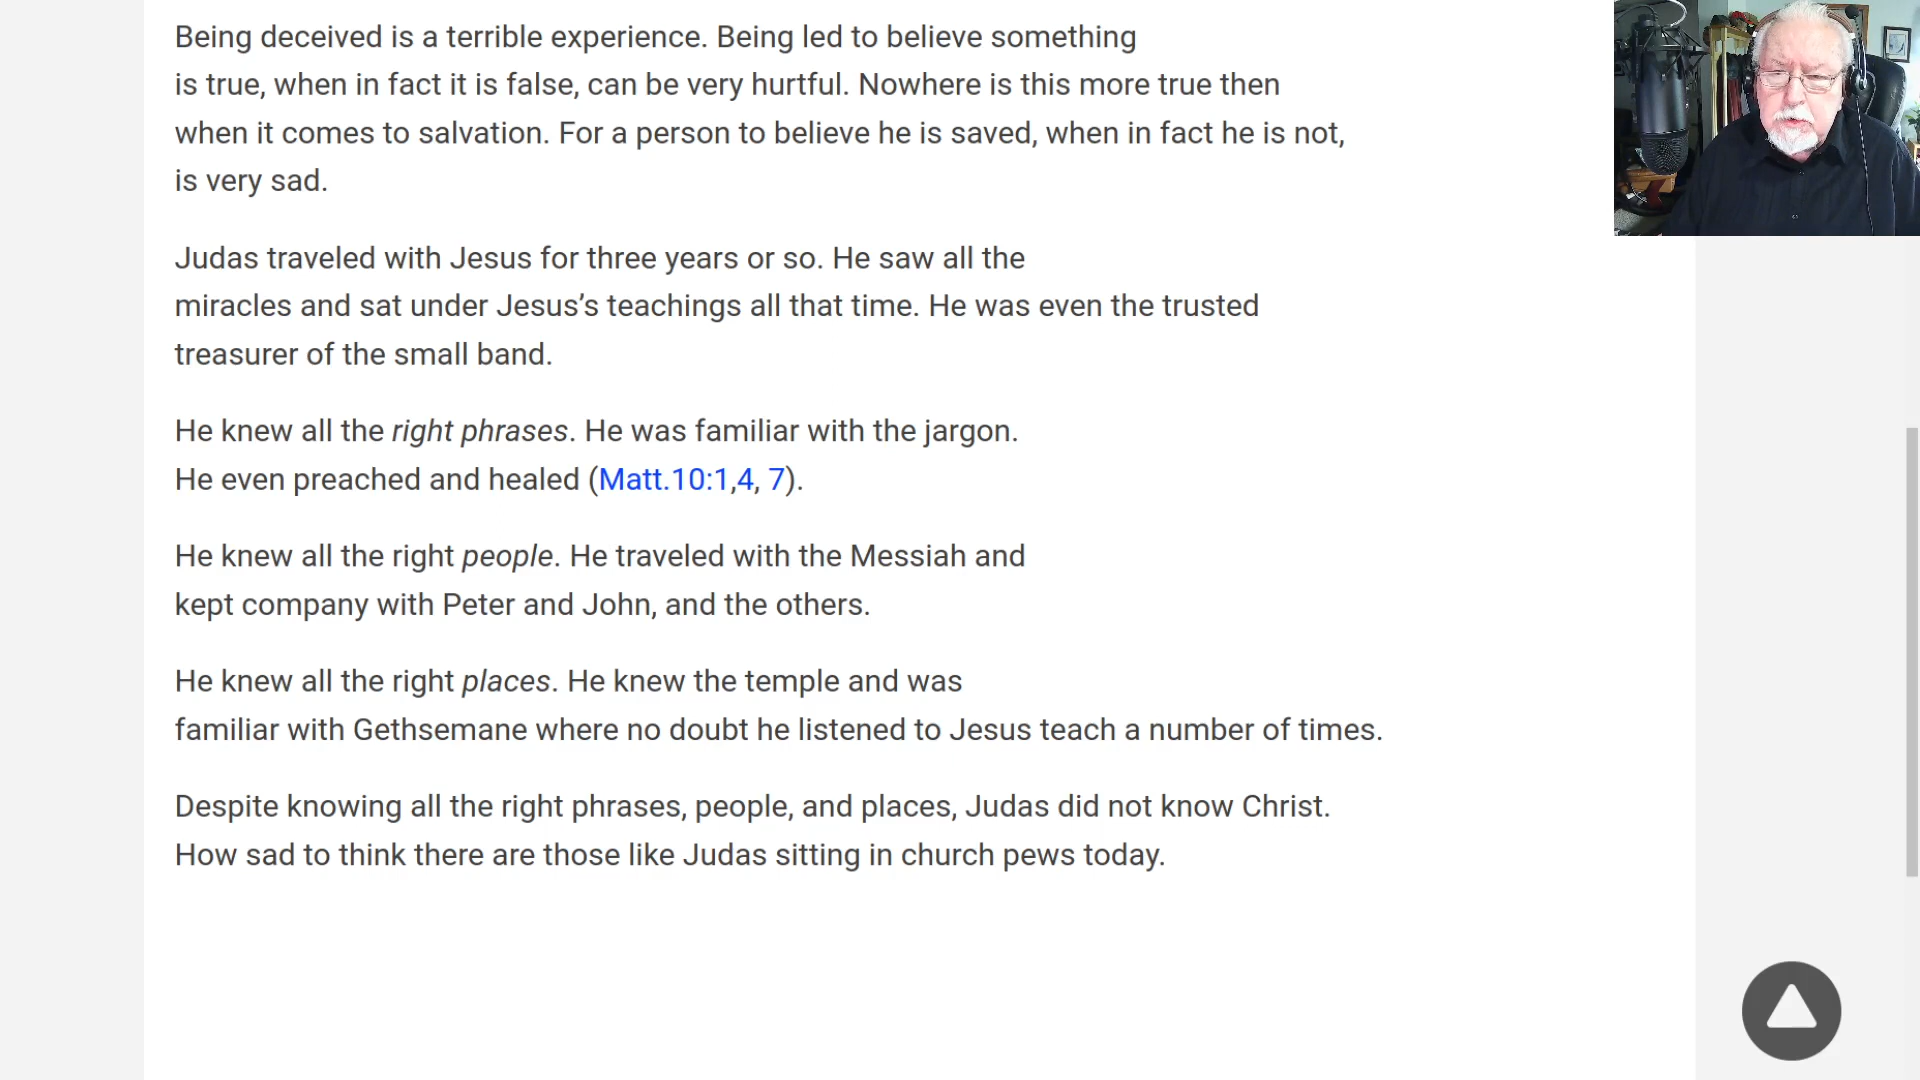 Being deceived is a terrible experience. Being led to believe something
is true, when in fact it is false, can be very hurtful. Nowhere is this more true then
when it comes to salvation. For a person to believe he is saved, when in fact he is not,
is very sad.
Judas traveled with Jesus for three years or so. He saw all the
miracles and sat under Jesus’s teachings all that time. He was even the trusted
treasurer of the small band.
He knew all the right phrases. He was familiar with the jargon.
He even preached and healed (Matt.10:1,4, 7).
He knew all the right people. He traveled with the Messiah and
kept company with Peter and John, and the others.
He knew all the right places. He knew the temple and was
familiar with Gethsemane where no doubt he listened to Jesus teach a number of times.
Despite knowing all the right phrases, people, and places, Judas did not know Christ.
How sad to think there are those like Judas sitting in church pews today.